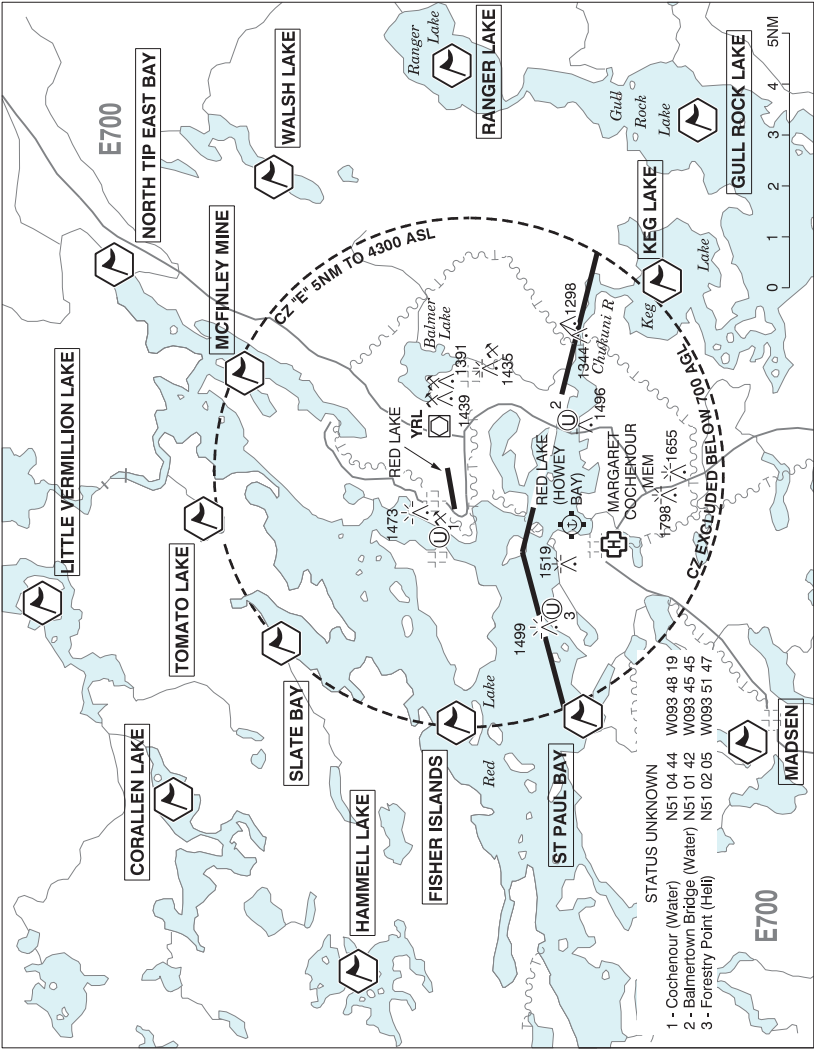 LITTLE VERMILLION LAKE
NORTH TIP EAST BAY
E700
WALSH LAKE
Ranger
Lake
RANGER LAKE
MCFINLEY MINE
TOMATO LAKE
CORALLEN LAKE
SLATE BAY
HAMMELL LAKE
FISHER ISLANDS
CZ "E" 5NM TO 4300 ASL
Balmer
Lake
RED LAKE
YRL
1473
1
1439
1391
1435
Gull
Rock
Lake
GULL ROCK LAKE
KEG LAKE
Keg
Lake
Chukuni R
1298
1344
2
1496
RED LAKE
(HOWEY
BAY)
1519
1499
3
Red
Lake
ST PAUL BAY
MARGARET
COCHENOUR
MEM
H
1798
1655
CZ EXCLUDED BELOW 700 AGL
MADSEN
E700
STATUS UNKNOWN
1 - Cochenour (Water) N51 04 44 W093 48 19
2 - Balmertown Bridge (Water) N51 01 42 W093 45 45
3 - Forestry Point (Heli) N51 02 05 W093 51 47
U
U
U
0 1 2 3 4 5NM